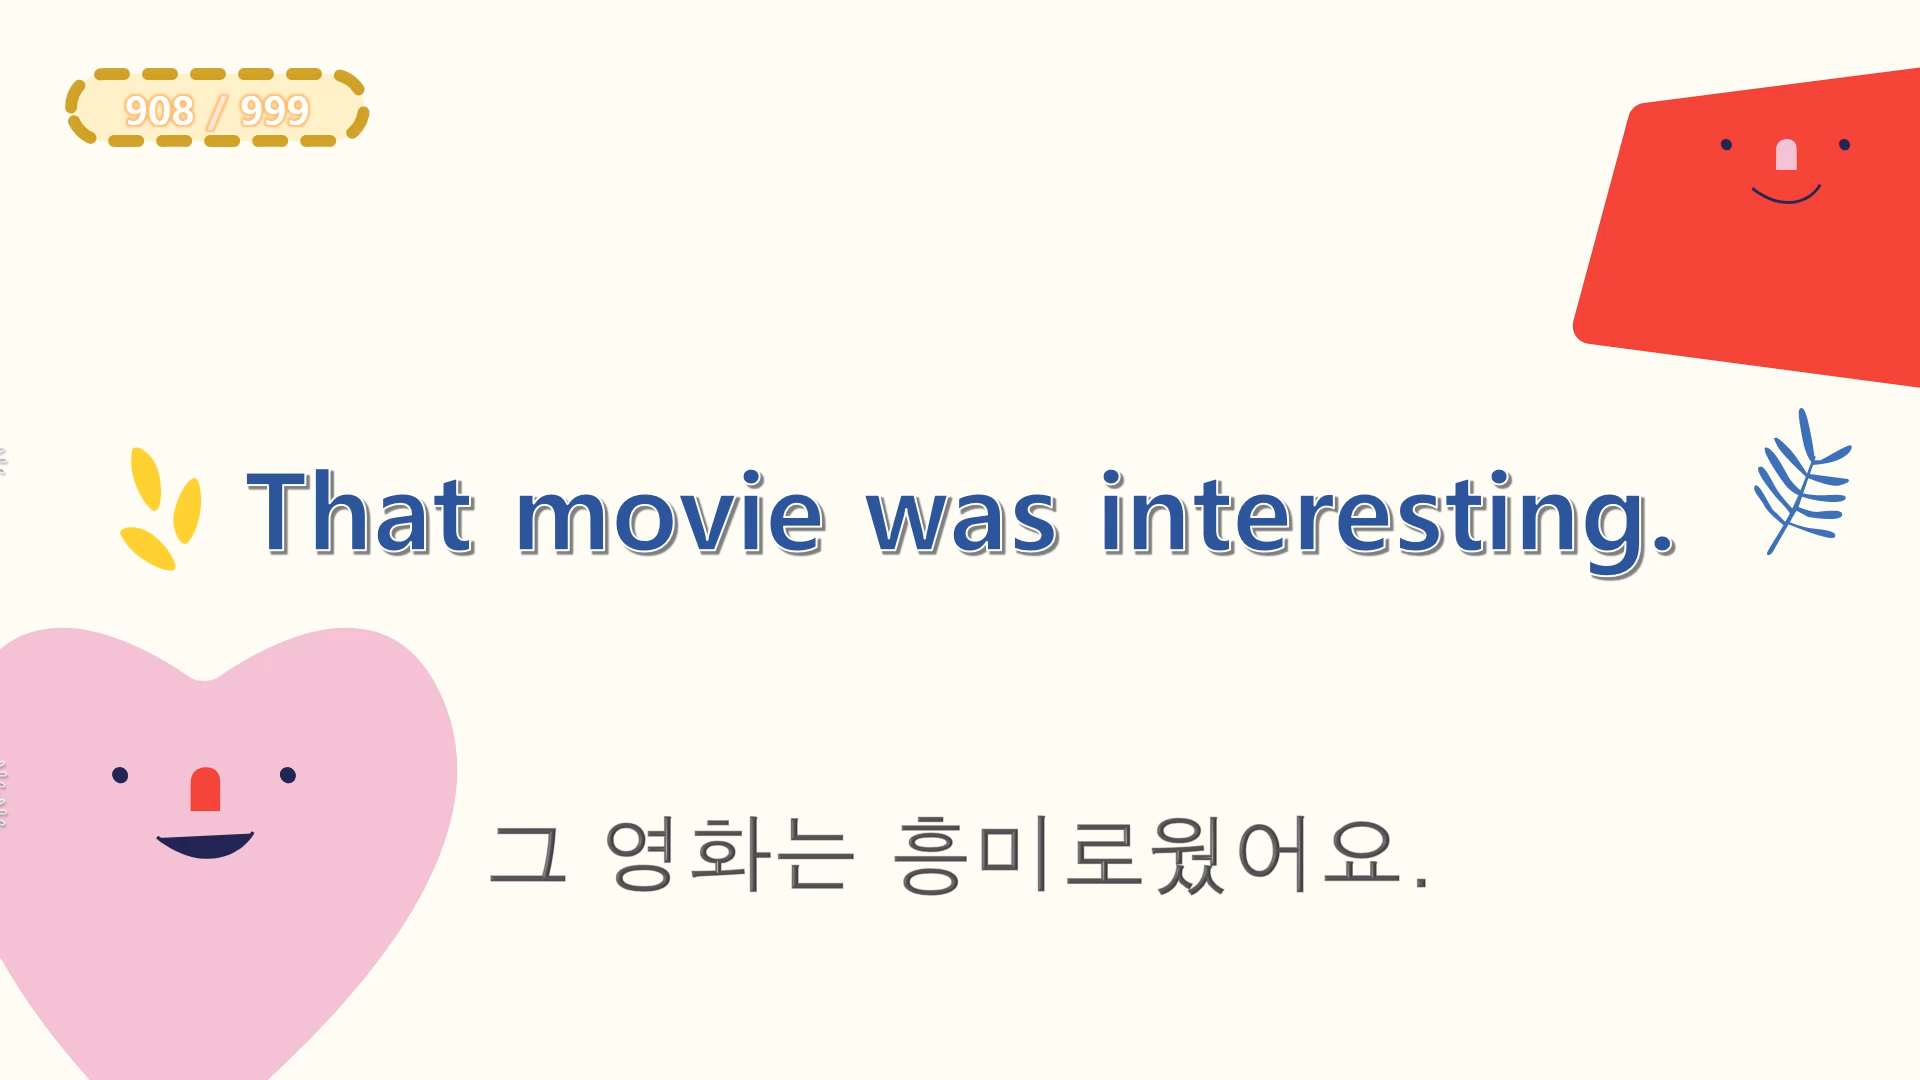 908 / 999
That movie was interesting.
그 영화는 흥미로웠어요.